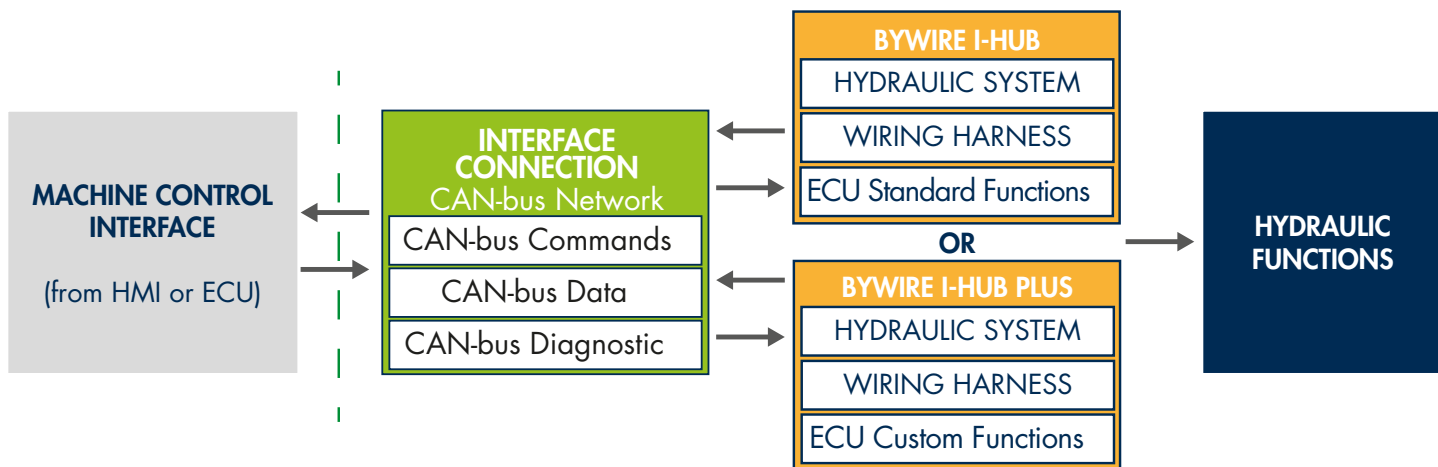 MACHINE CONTROL
INTERFACE
(from HMI or ECU)
INTERFACE
CONNECTION
CAN-bus Network
CAN-bus Commands
CAN-bus Data
CAN-bus Diagnostic
BYWIRE I-HUB
HYDRAULIC SYSTEM
WIRING HARNESS
ECU Standard Functions
OR
BYWIRE I-HUB PLUS
HYDRAULIC SYSTEM
WIRING HARNESS
ECU Custom Functions
HYDRAULIC
FUNCTIONS